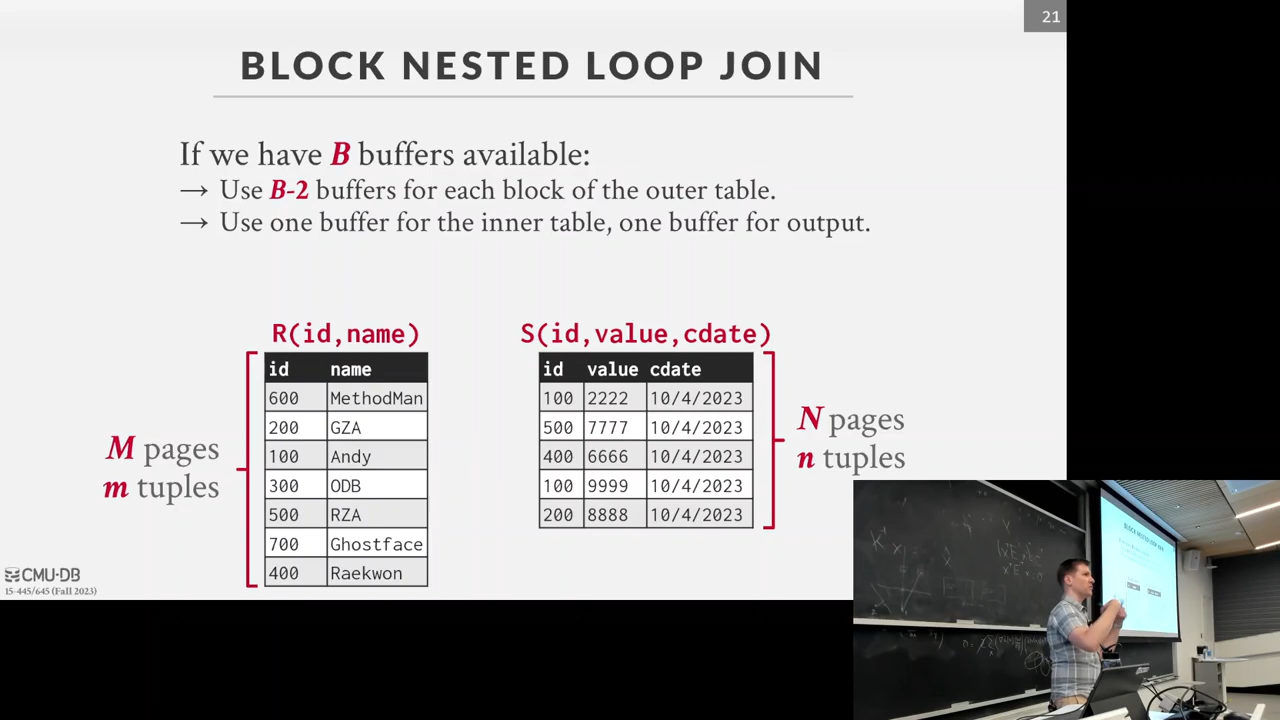 21
BLOCK NESTED LOOP JOIN
If we have B buffers available:
→ Use B-2 buffers for each block of the outer table.
→ Use one buffer for the inner table, one buffer for output.
R(id,name)
id name
600 MethodMan
200 GZA
100 Andy
300 ODB
500 RZA
700 Ghostface
400 Raekwon
M pages
m tuples
S(id,value,cdate)
id value cdate
100 2222 10/4/2023
500 7777 10/4/2023
400 6666 10/4/2023
100 9999 10/4/2023
200 8888 10/4/2023
N pages
n tuples
CMU·DB
15-445/645 (Fall 2023)
BLOCK NESTED LOOP JOIN